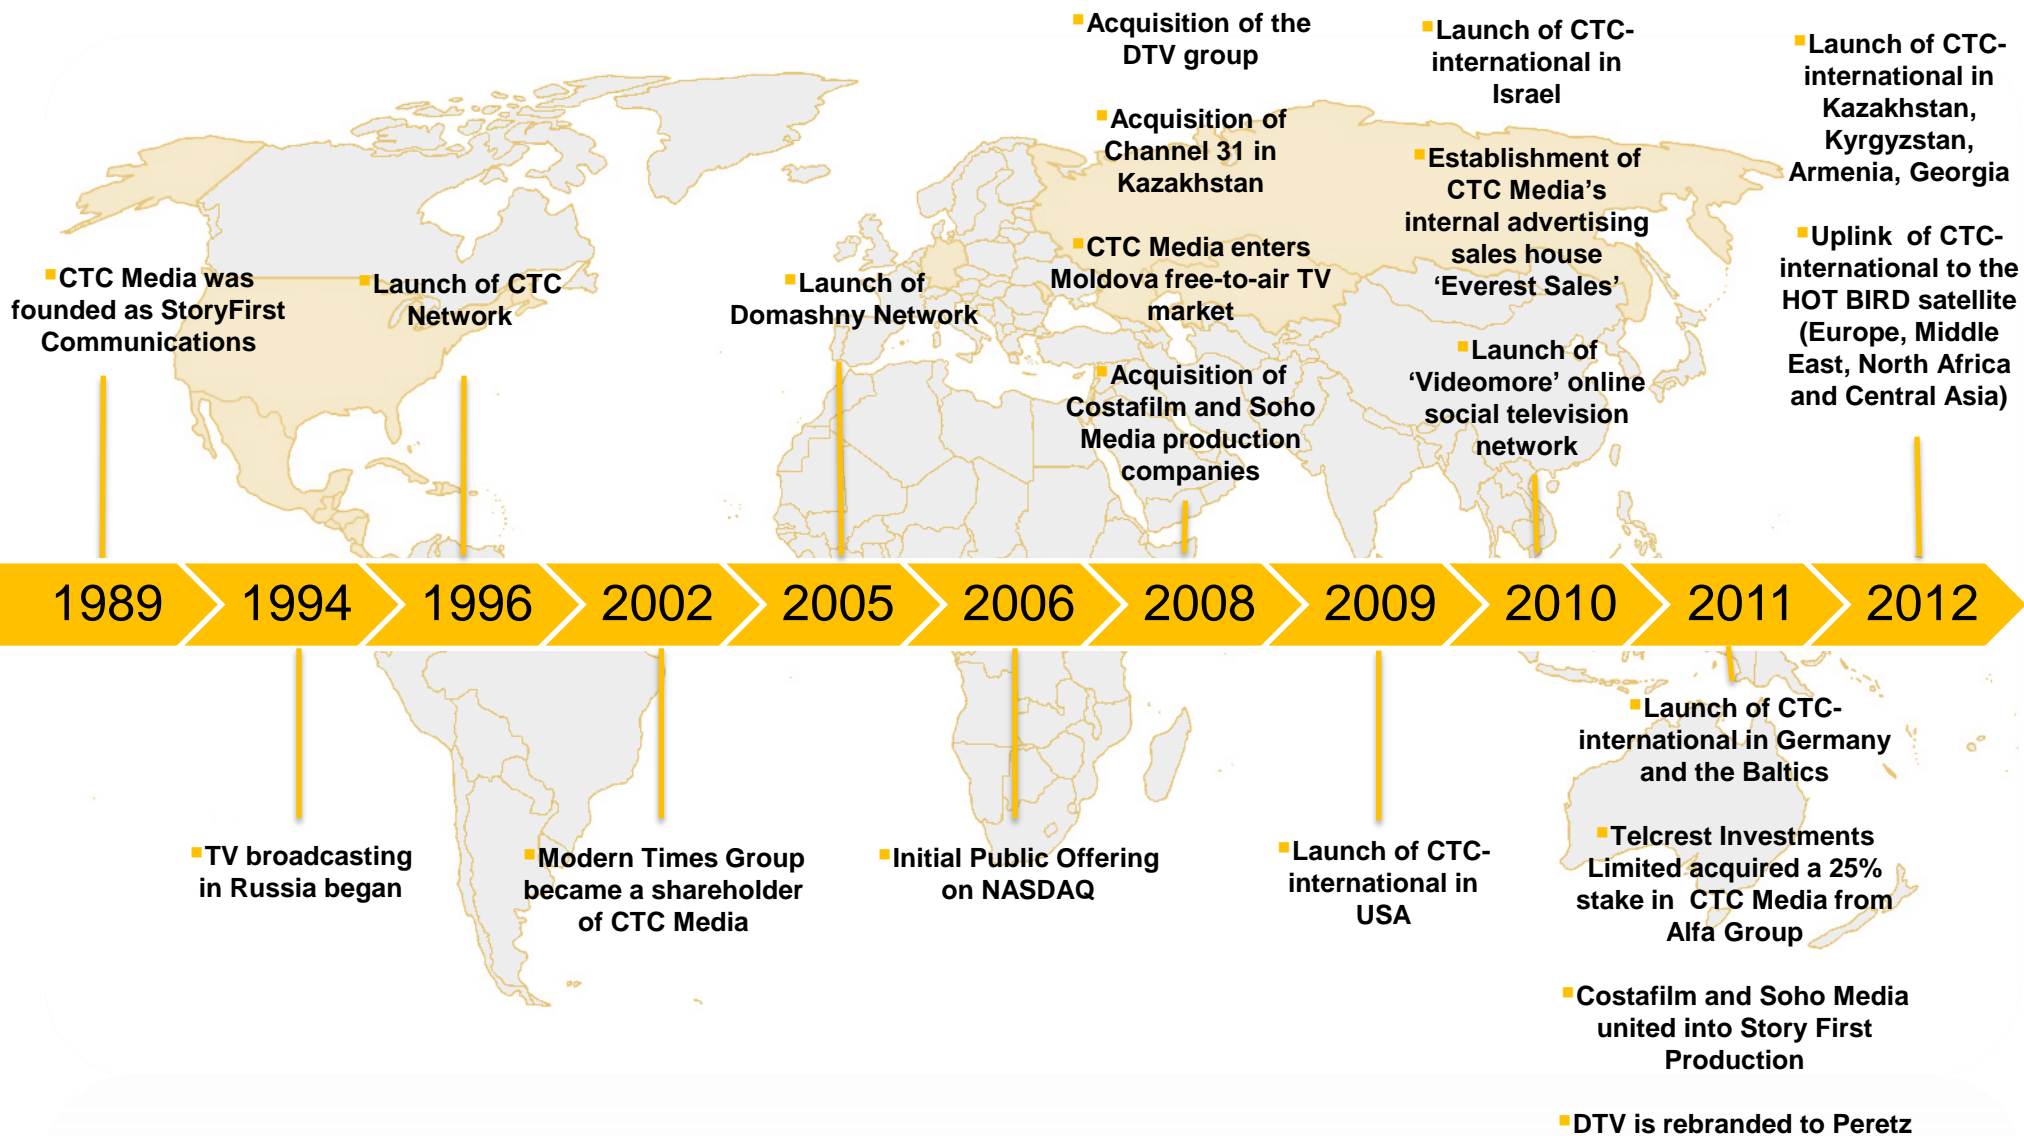 ▪Acquisition of the
DTV group
▪Acquisition of
Channel 31 in
Kazakhstan
▪CTC Media enters
Moldova free-to-air TV
market
▪Acquisition of
Costafilm and Soho
Media production
companies
▪Launch of CTC-
international in
Israel
▪Establishment of
CTC Media’s
internal advertising
sales house
‘Everest Sales’
▪Launch of
‘Videomore’ online
social television
network
▪Launch of CTC-
international in
Kazakhstan,
Kyrgyzstan,
Armenia, Georgia
▪Uplink of CTC-
international to the
HOT BIRD satellite
(Europe, Middle
East, North Africa
and Central Asia)
▪CTC Media was
founded as StoryFirst
Communications
▪Launch of CTC
Network
▪Launch of
Domashny Network
1989 1994 1996 2002 2005 2006 2008 2009 2010 2011 2012
▪TV broadcasting
in Russia began
▪Modern Times Group
became a shareholder
of CTC Media
▪Initial Public Offering
on NASDAQ
▪Launch of CTC-
international in
USA
▪Launch of CTC-
international in Germany
and the Baltics
▪Telcrest Investments
Limited acquired a 25%
stake in CTC Media from
Alfa Group
▪Costafilm and Soho Media
united into Story First
Production
▪DTV is rebranded to Peretz